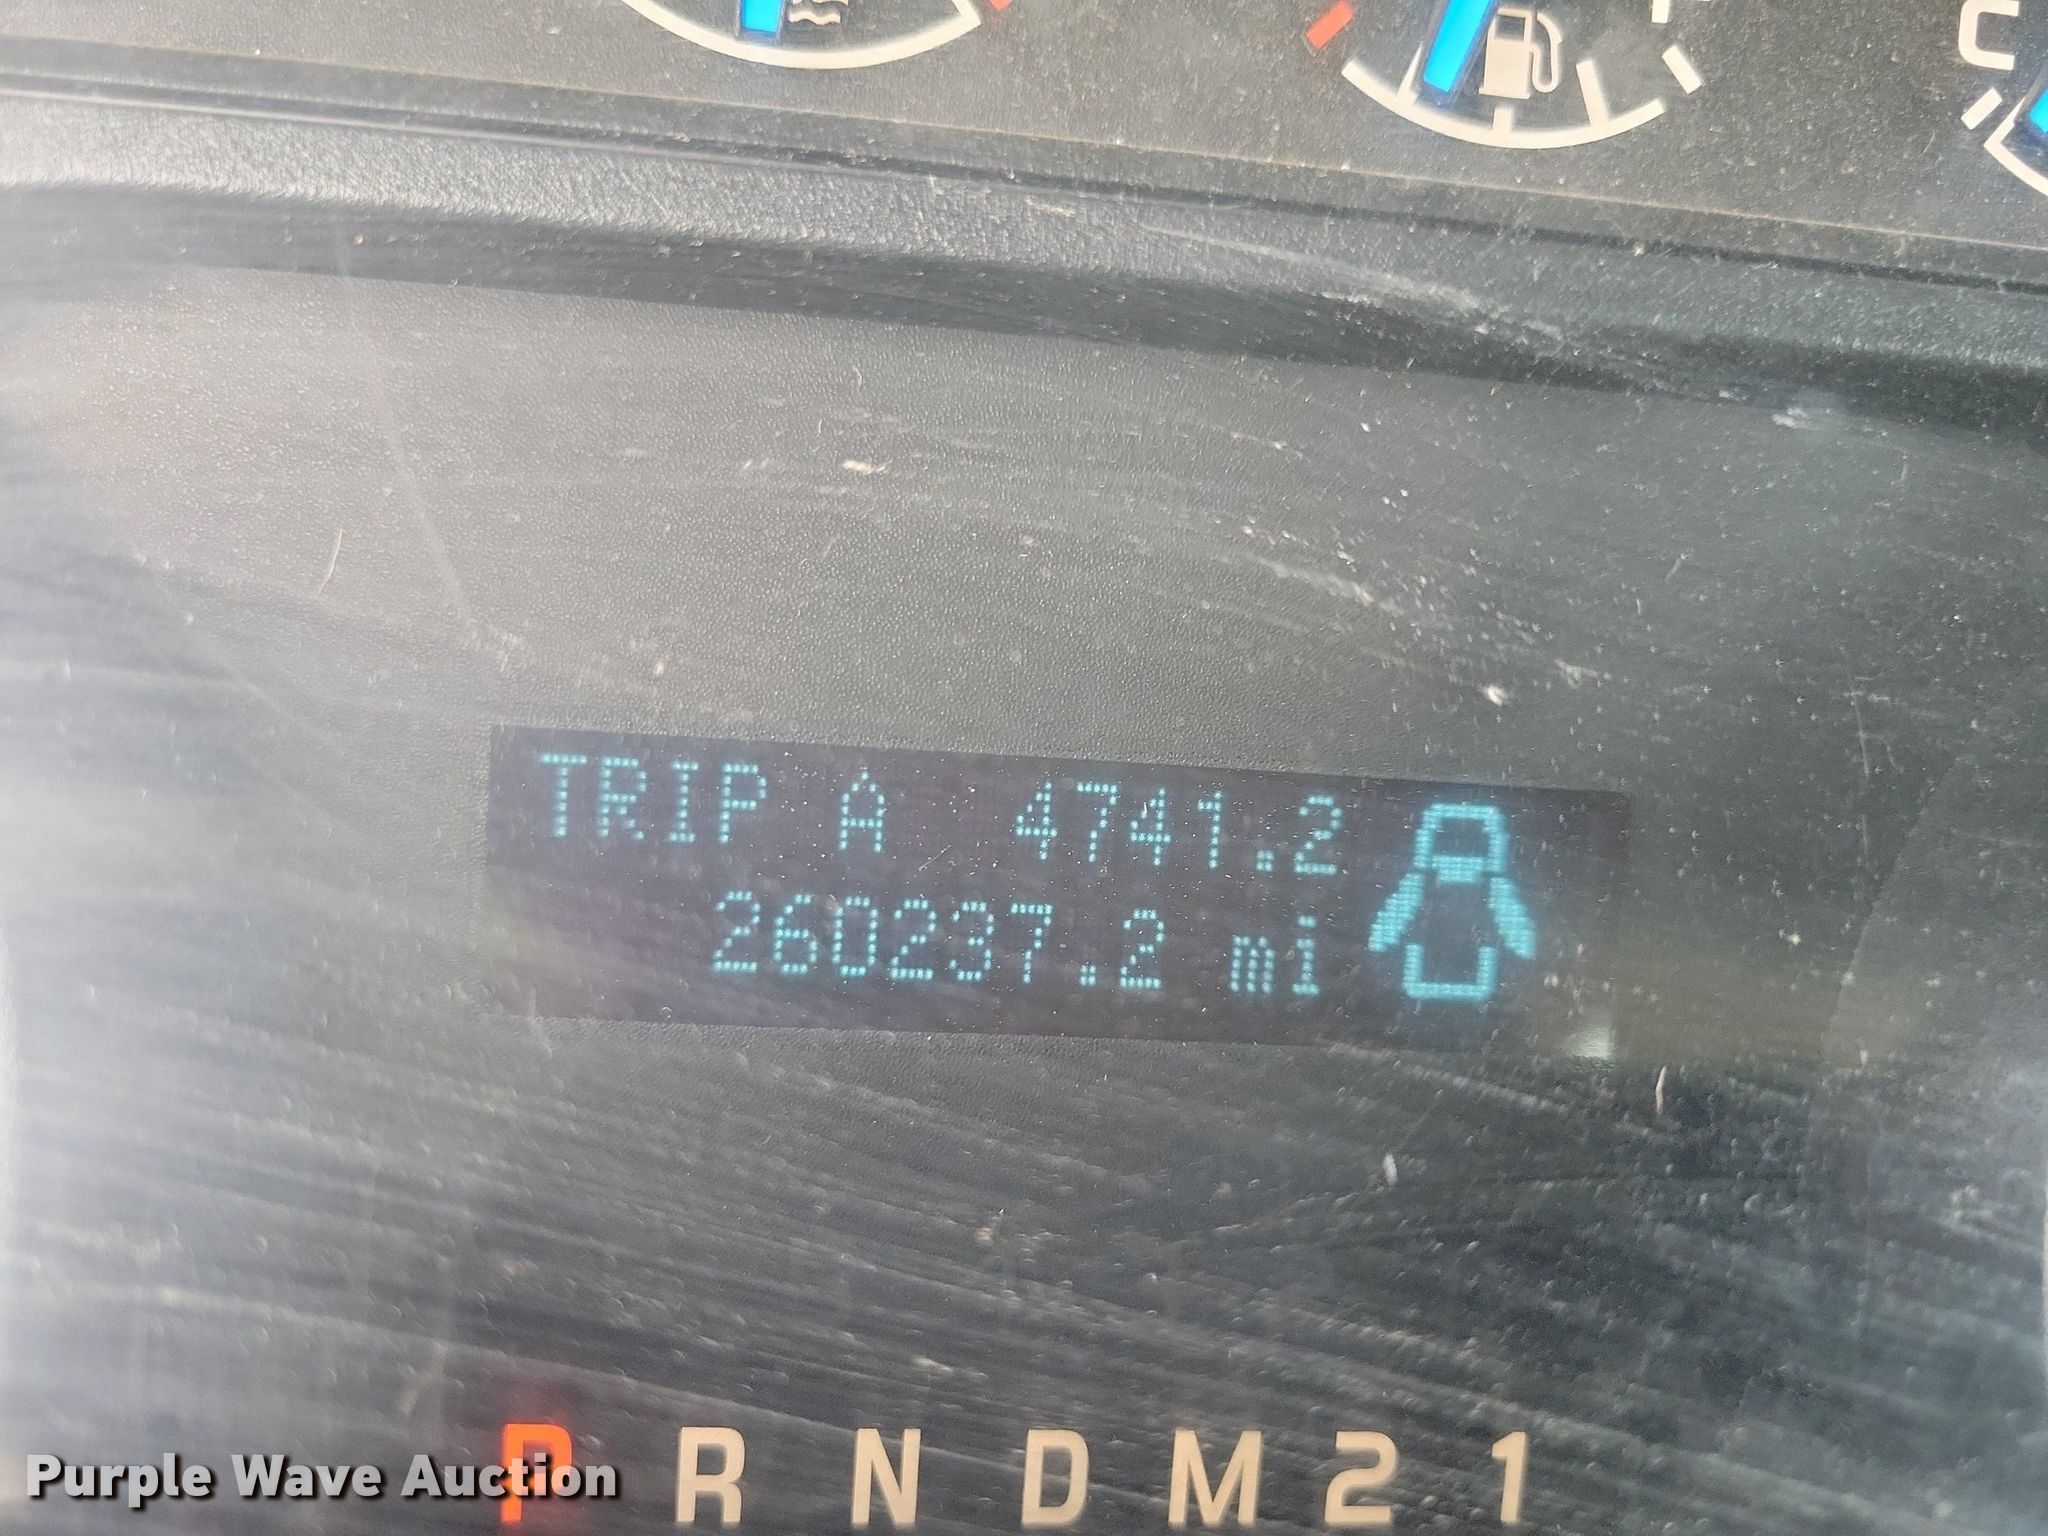 C
TRIP A 4741.2
260237.2 mi
P R N D M 2 1
Purple Wave Auction